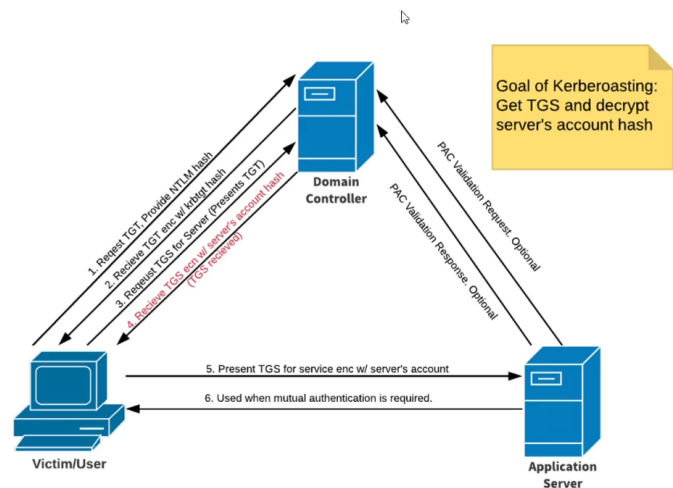 Goal of Kerberoasting:
Get TGS and decrypt
server's account hash
Domain
Controller
1. Reqest TGT, Provide NTLM hash
2. Recieve TGT enc w/ krbtgt hash
3. Reqeust TGS for Server (Presents TGT)
4. Recieve TGS ecn w/ server's account hash
(TGS recieved)
PAC Validation Request. Optional
PAC Validation Response. Optional
5. Present TGS for service enc w/ server's account
6. Used when mutual authentication is required.
Victim/User
Application
Server